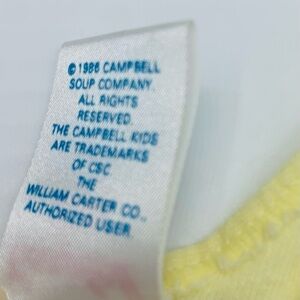 © 1986 CAMPBELL
SOUP COMPANY.
ALL RIGHTS
RESERVED.
THE CAMPBELL KIDS
ARE TRADEMARKS
OF CSC
THE
WILLIAM CARTER CO.,
AUTHORIZED USER.